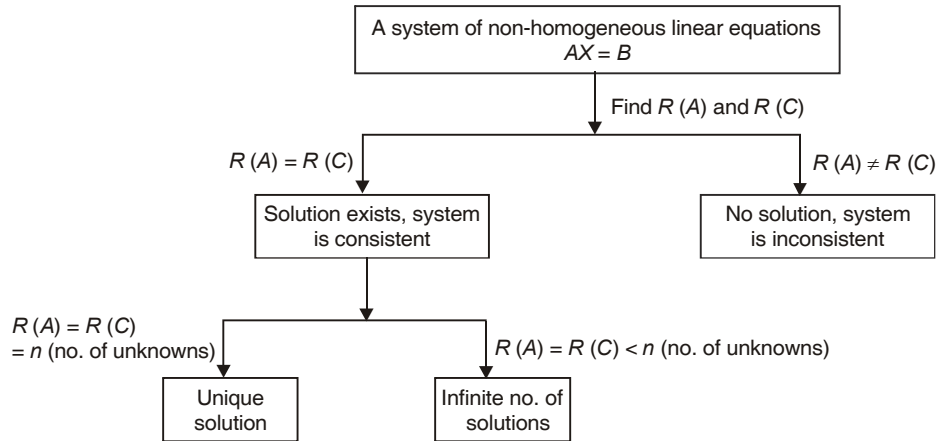 A system of non-homogeneous linear equations
AX = B
Find R (A) and R (C)
R (A) = R (C)
R (A) ≠ R (C)
Solution exists, system
is consistent
No solution, system
is inconsistent
R (A) = R (C)
= n (no. of unknowns)
R (A) = R (C) < n (no. of unknowns)
Unique
solution
Infinite no. of
solutions